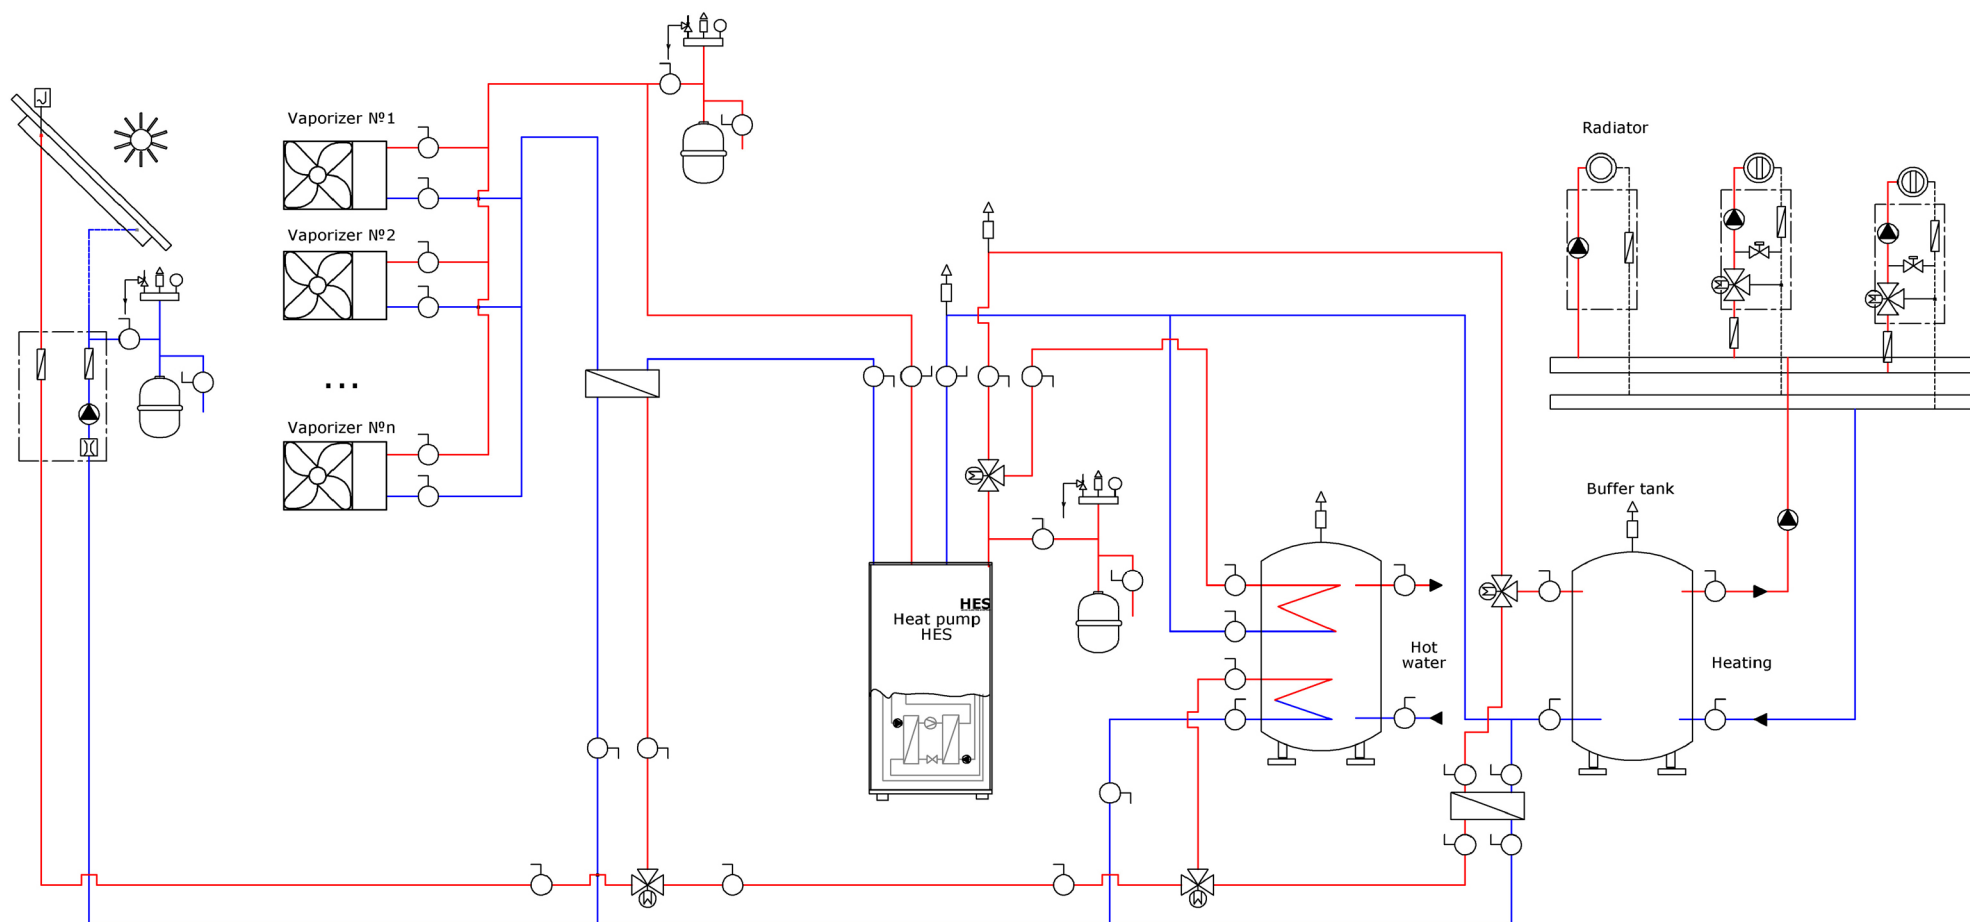 Vaporizer №1
Vaporizer №2
...
Vaporizer №n
HES
Heat pump
HES
Hot
water
Radiator
Buffer tank
Heating